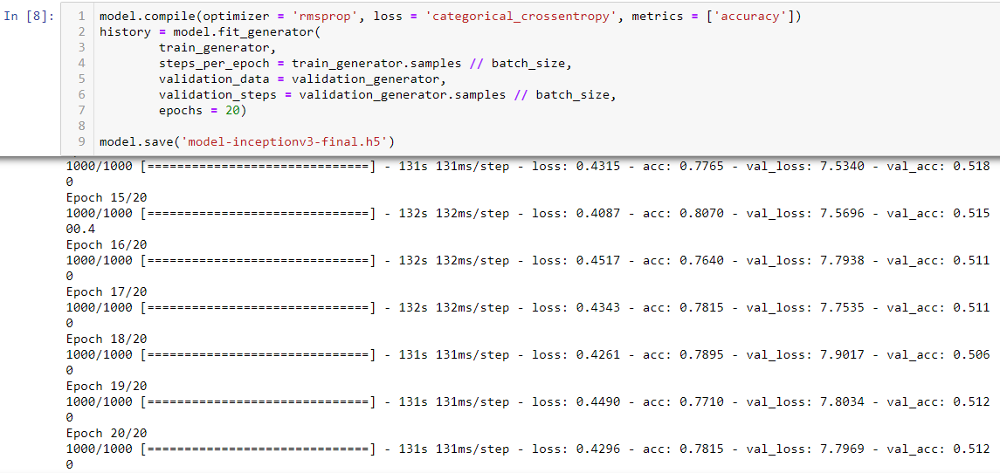 In [8]:
1 model.compile(optimizer = 'rmsprop', loss = 'categorical_crossentropy', metrics = ['accuracy'])
2 history = model.fit_generator(
3         train_generator,
4         steps_per_epoch = train_generator.samples // batch_size,
5         validation_data = validation_generator,
6         validation_steps = validation_generator.samples // batch_size,
7         epochs = 20)
8
9 model.save('model-inceptionv3-final.h5')
1000/1000 [==============================] - 131s 131ms/step - loss: 0.4315 - acc: 0.7765 - val_loss: 7.5340 - val_acc: 0.518
0
Epoch 15/20
1000/1000 [==============================] - 132s 132ms/step - loss: 0.4087 - acc: 0.8070 - val_loss: 7.5696 - val_acc: 0.515
00.4
Epoch 16/20
1000/1000 [==============================] - 132s 132ms/step - loss: 0.4517 - acc: 0.7640 - val_loss: 7.7938 - val_acc: 0.511
0
Epoch 17/20
1000/1000 [==============================] - 132s 132ms/step - loss: 0.4343 - acc: 0.7815 - val_loss: 7.7535 - val_acc: 0.511
0
Epoch 18/20
1000/1000 [==============================] - 131s 131ms/step - loss: 0.4261 - acc: 0.7895 - val_loss: 7.9017 - val_acc: 0.506
0
Epoch 19/20
1000/1000 [==============================] - 131s 131ms/step - loss: 0.4490 - acc: 0.7710 - val_loss: 7.8034 - val_acc: 0.512
0
Epoch 20/20
1000/1000 [==============================] - 131s 131ms/step - loss: 0.4296 - acc: 0.7815 - val_loss: 7.7969 - val_acc: 0.512
0